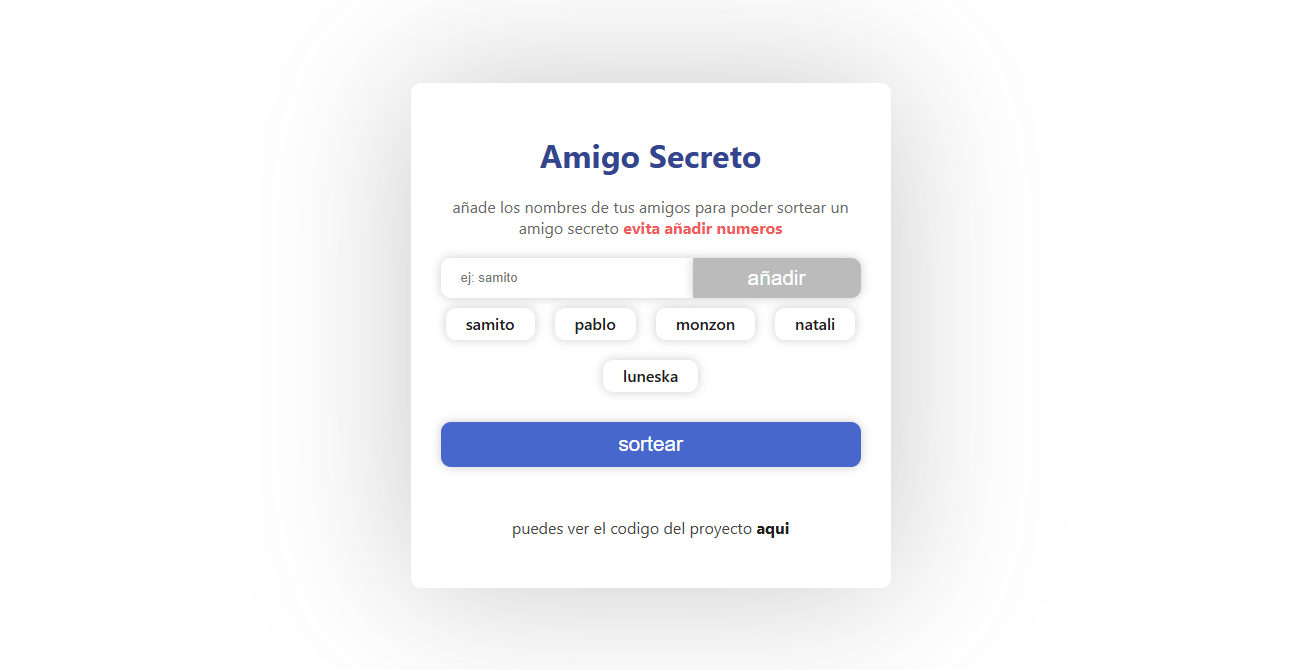 Amigo Secreto
añade los nombres de tus amigos para poder sortear un
amigo secreto evita añadir numeros
ej: samito añadir
samito pablo monzon natali
luneska
sortear
puedes ver el codigo del proyecto aqui